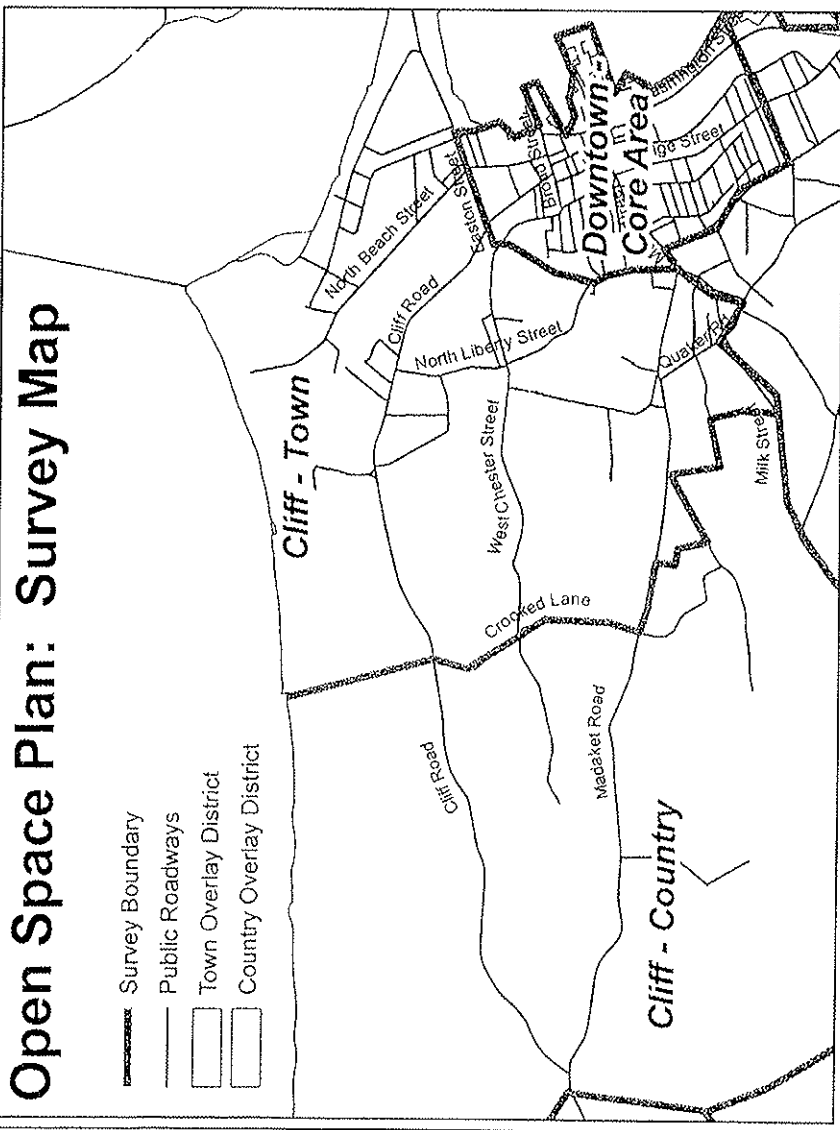 Open Space Plan: Survey Map
Survey Boundary
Public Roadways
Town Overlay District
Country Overlay District
Cliff - Town
North Beach Street
Easton Street
Cliff Road
North Liberty Street
Broad Street
Downtown -
Core Area
Quaker Rd
West Chester Street
Milk Street
Crooked Lane
Cliff Road
Madaket Road
Cliff - Country
Street